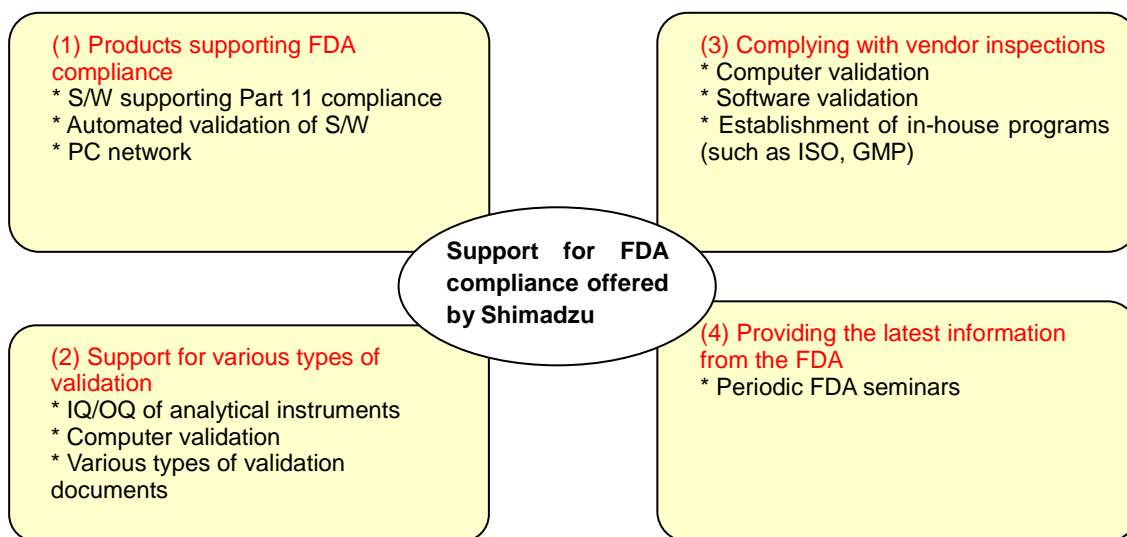 (1) Products supporting FDA
compliance
* S/W supporting Part 11 compliance
* Automated validation of S/W
* PC network
(3) Complying with vendor inspections
* Computer validation
* Software validation
* Establishment of in-house programs
(such as ISO, GMP)
Support for FDA
compliance offered
by Shimadzu
(2) Support for various types of
validation
* IQ/OQ of analytical instruments
* Computer validation
* Various types of validation
documents
(4) Providing the latest information
from the FDA
* Periodic FDA seminars